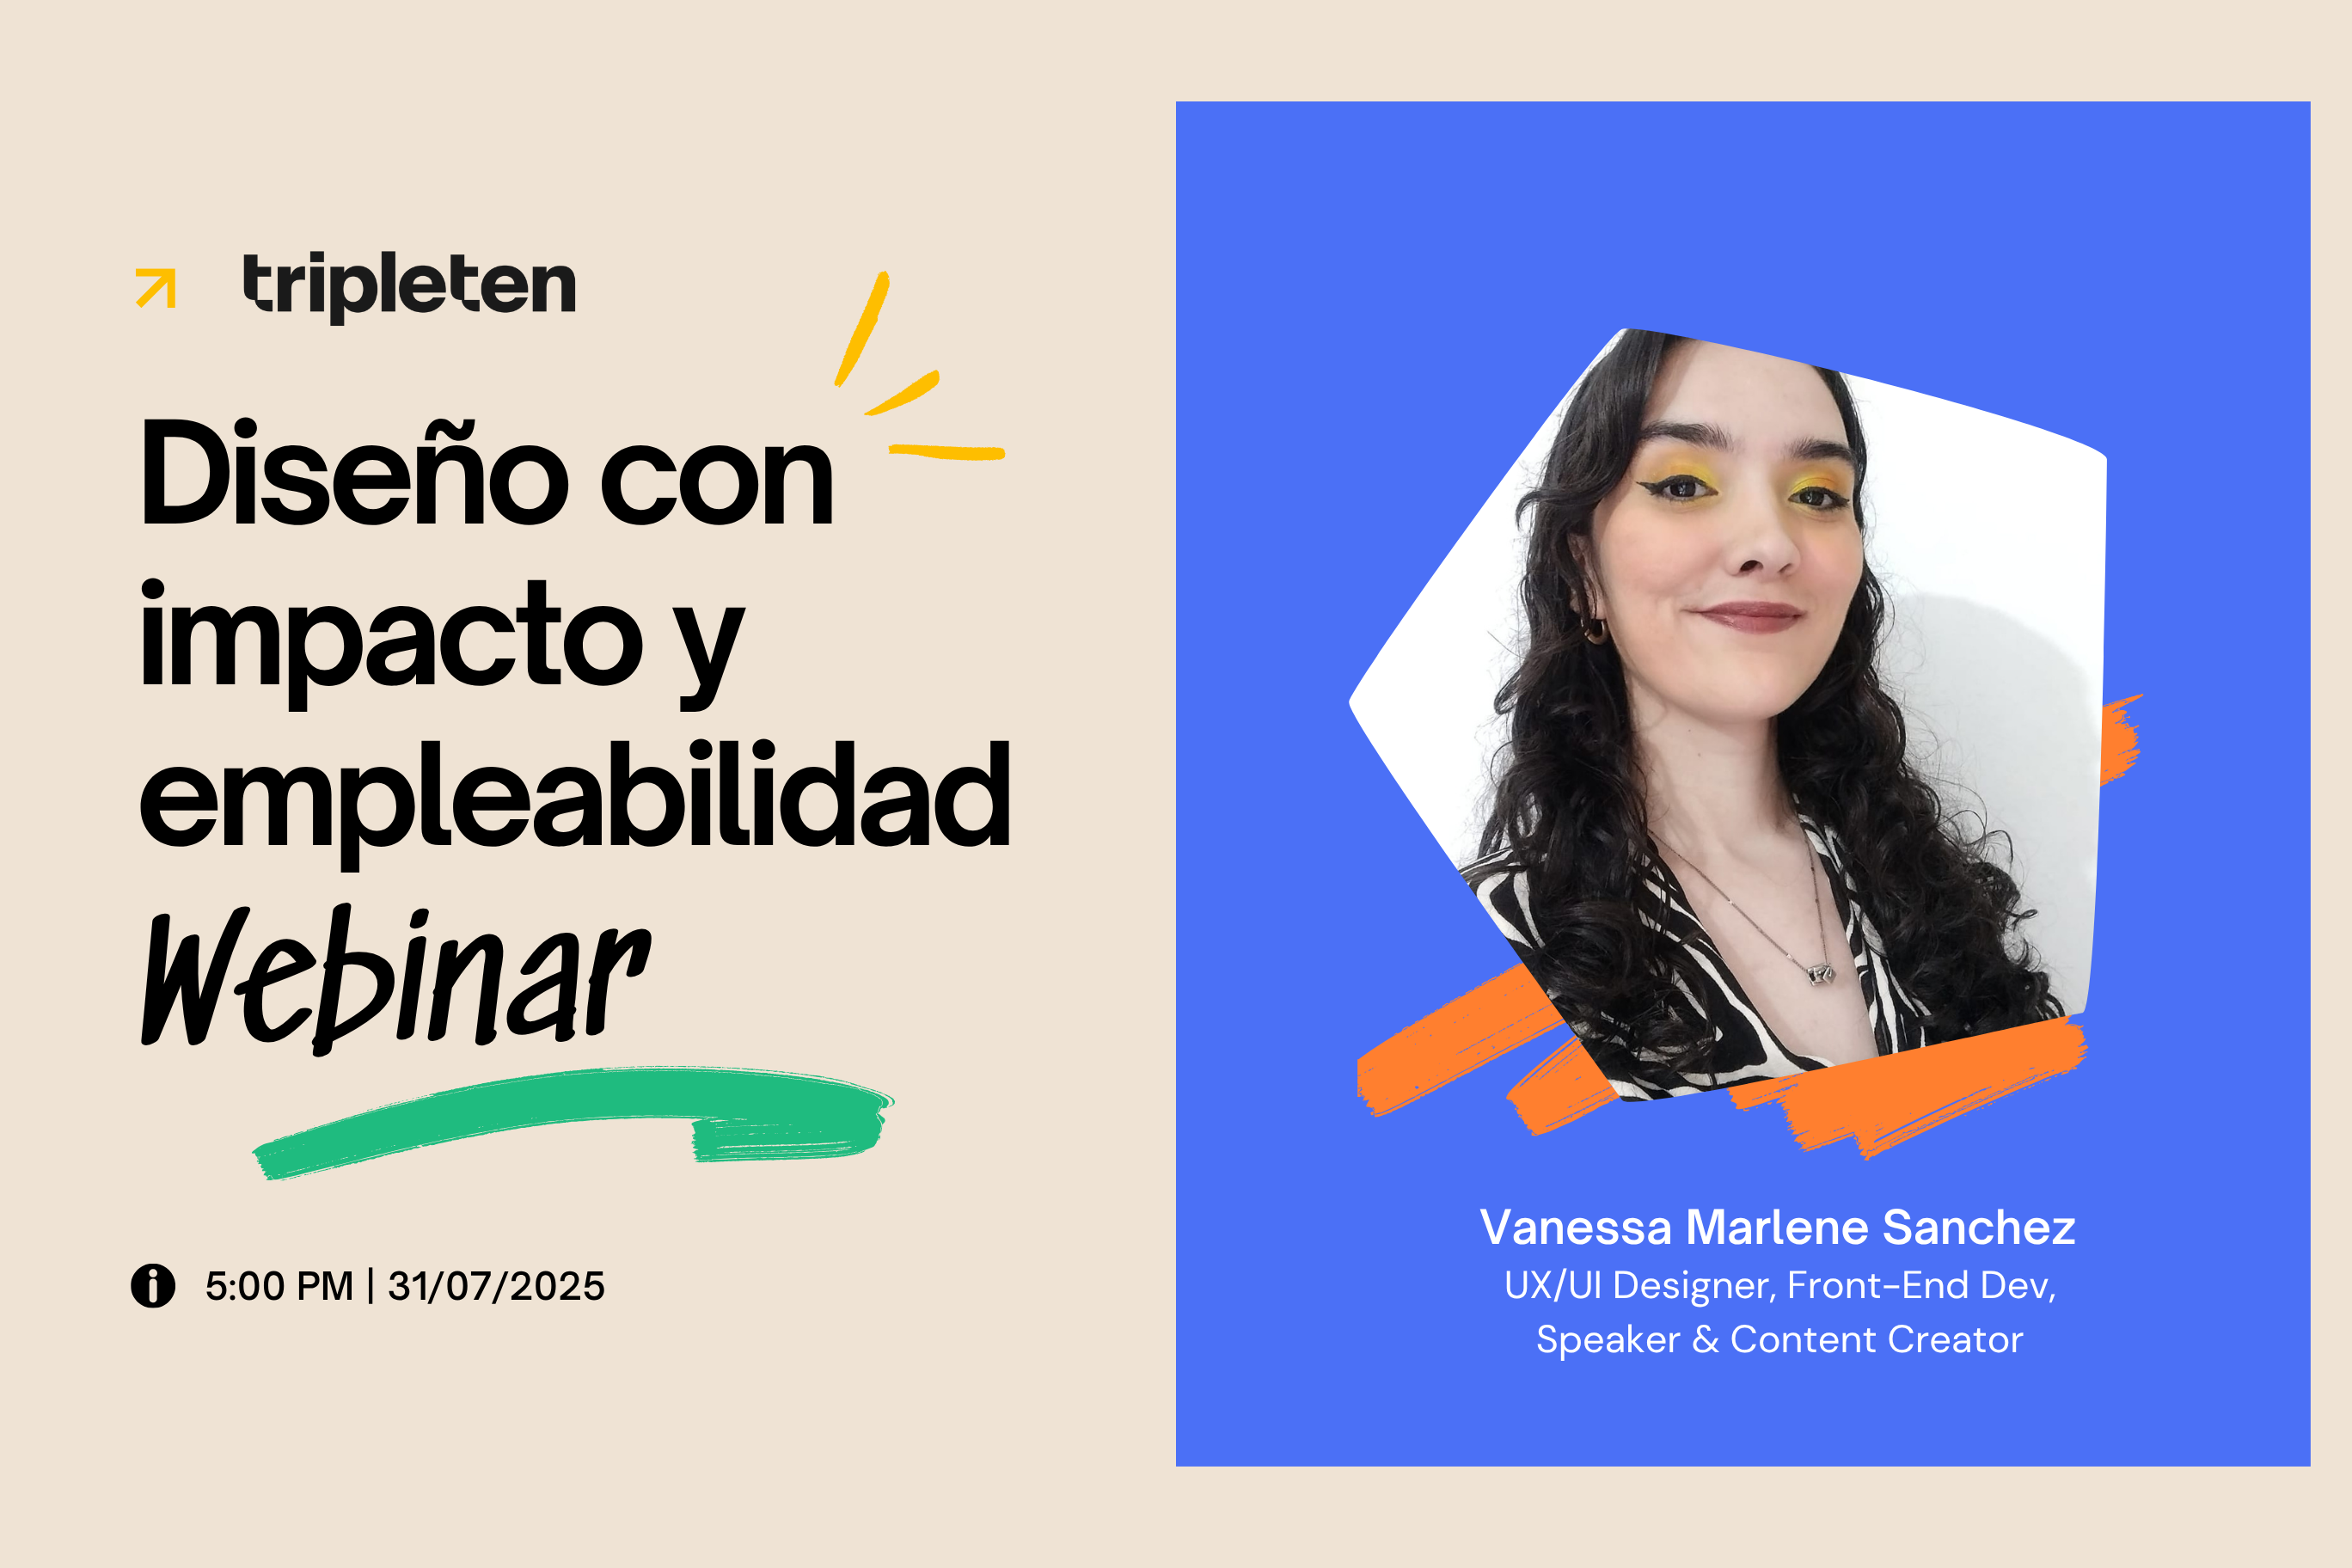 tripleten
Diseño con
impacto y
empleabilidad
Webinar
5:00 PM | 31/07/2025
Vanessa Marlene Sanchez
UX/UI Designer, Front-End Dev,
Speaker & Content Creator